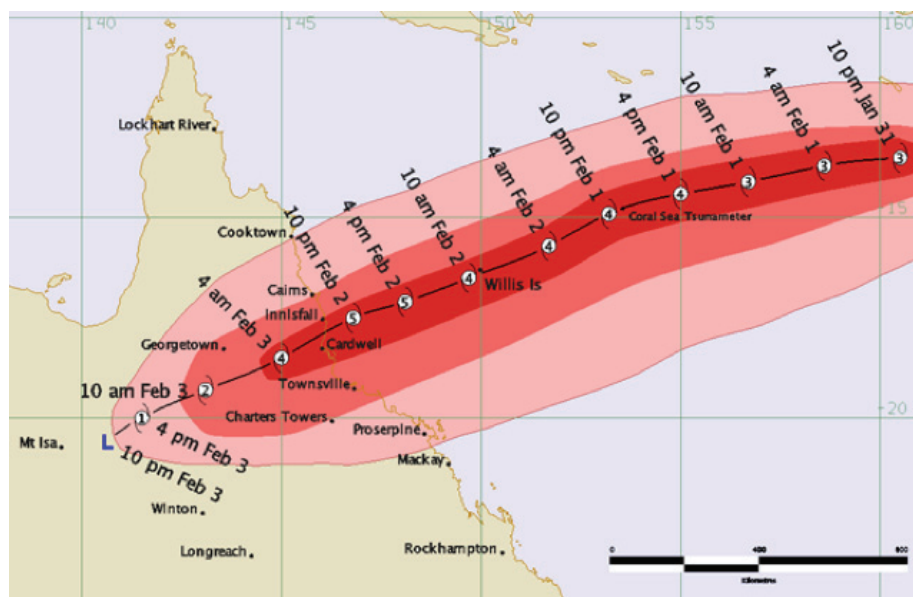 140
145
150
155
160
10 pm Jan 31
4 am Feb 1
10 am Feb 1
4 pm Feb 1
10 pm Feb 1
4 am Feb 2
10 am Feb 2
4 pm Feb 2
10 pm Feb 2
4 am Feb 3
10 am Feb 3
4 pm Feb 3
10 pm Feb 3
Lockhart River
3
3
3
4
4
15
Coral Sea Tsunameter
Cooktown
4
4
Willis Is
Cairns
5
5
Innisfail
Georgetown
Cardwell
4
Townsville
2
20
1
Charters Towers
Proserpine
Mt Isa
L
Mackay
Winton
Longreach
Rockhampton
0
400
800
Kilometres